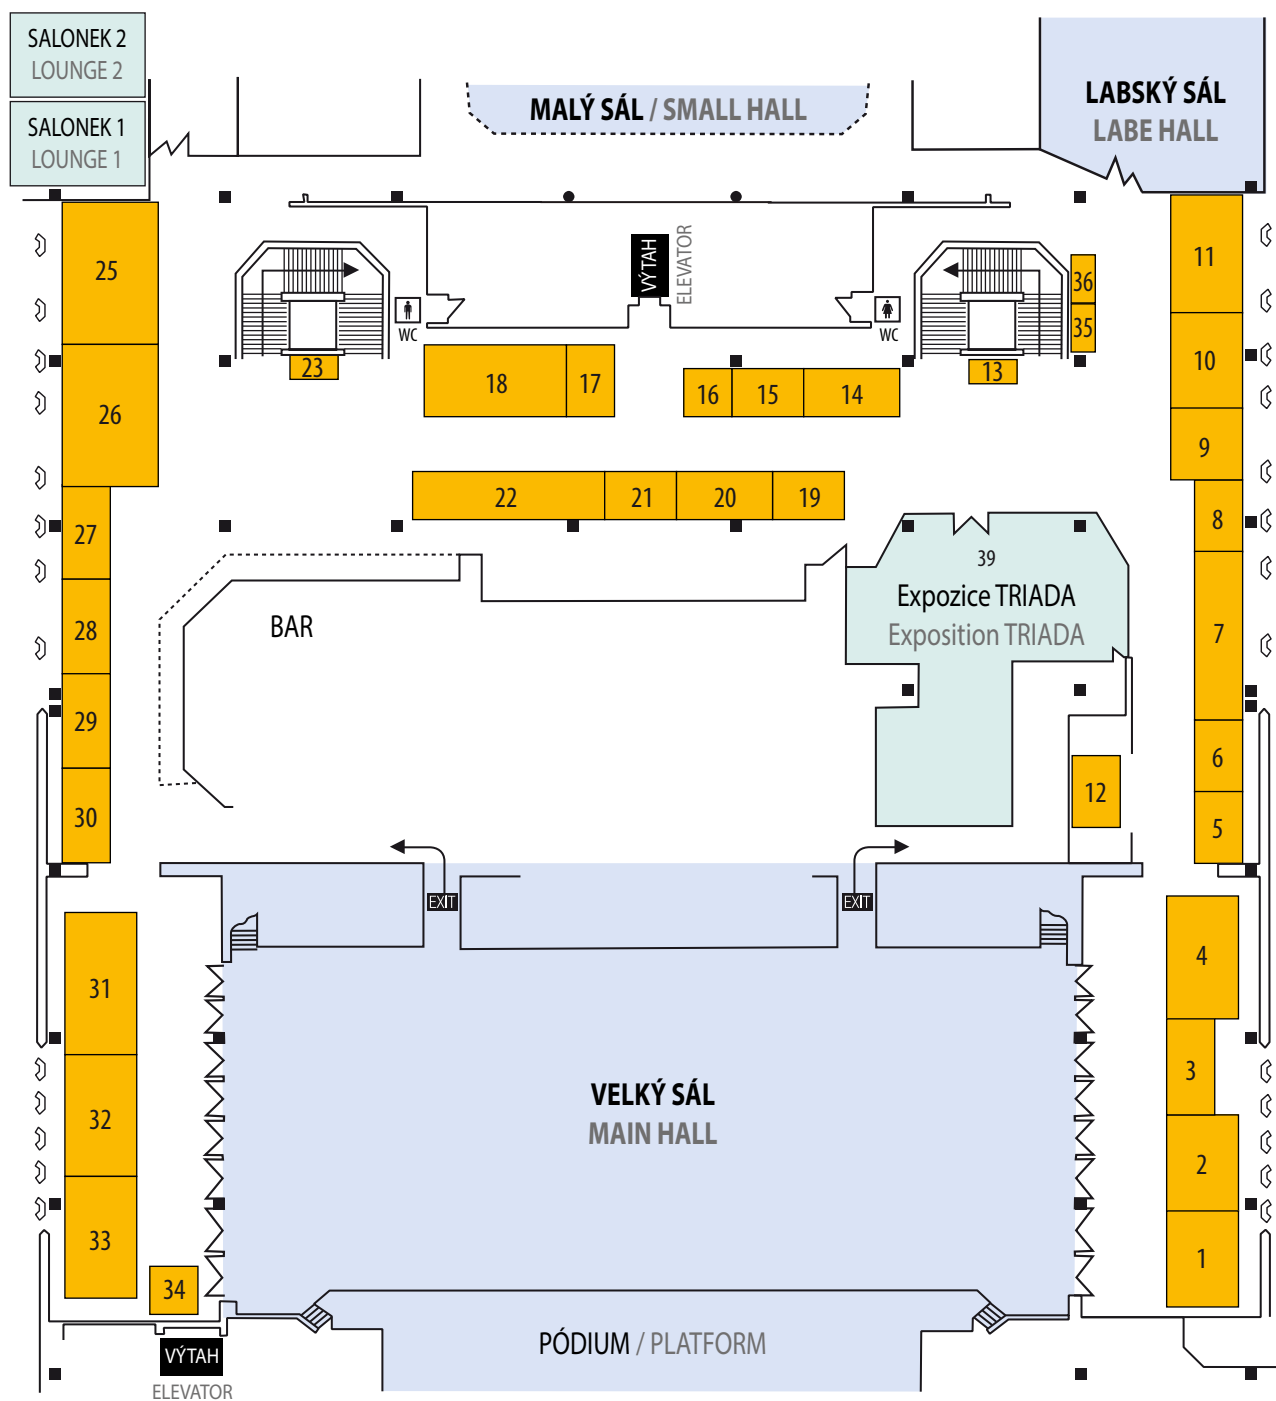 SALONEK 2
LOUNGE 2
SALONEK 1
LOUNGE 1
MALÝ SÁL / SMALL HALL
LABSKÝ SÁL
LABE HALL
VÝTAH
ELEVATOR
WC
WC
25
26
27
28
29
30
31
32
33
34
23
18
17
16
15
14
13
36
35
22
21
20
19
11
10
9
8
7
6
5
12
4
3
2
1
39
Expozice TRIADA
Exposition TRIADA
BAR
EXIT
EXIT
VELKÝ SÁL
MAIN HALL
PÓDIUM / PLATFORM
VÝTAH
ELEVATOR